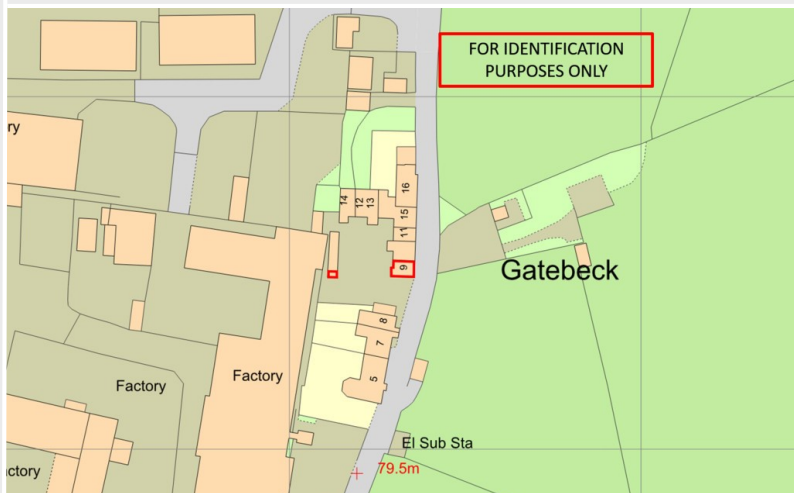 FOR IDENTIFICATION
PURPOSES ONLY
ry
14
12
13
16
15
11
9
Gatebeck
8
7
5
Factory
Factory
El Sub Sta
actory
79.5m